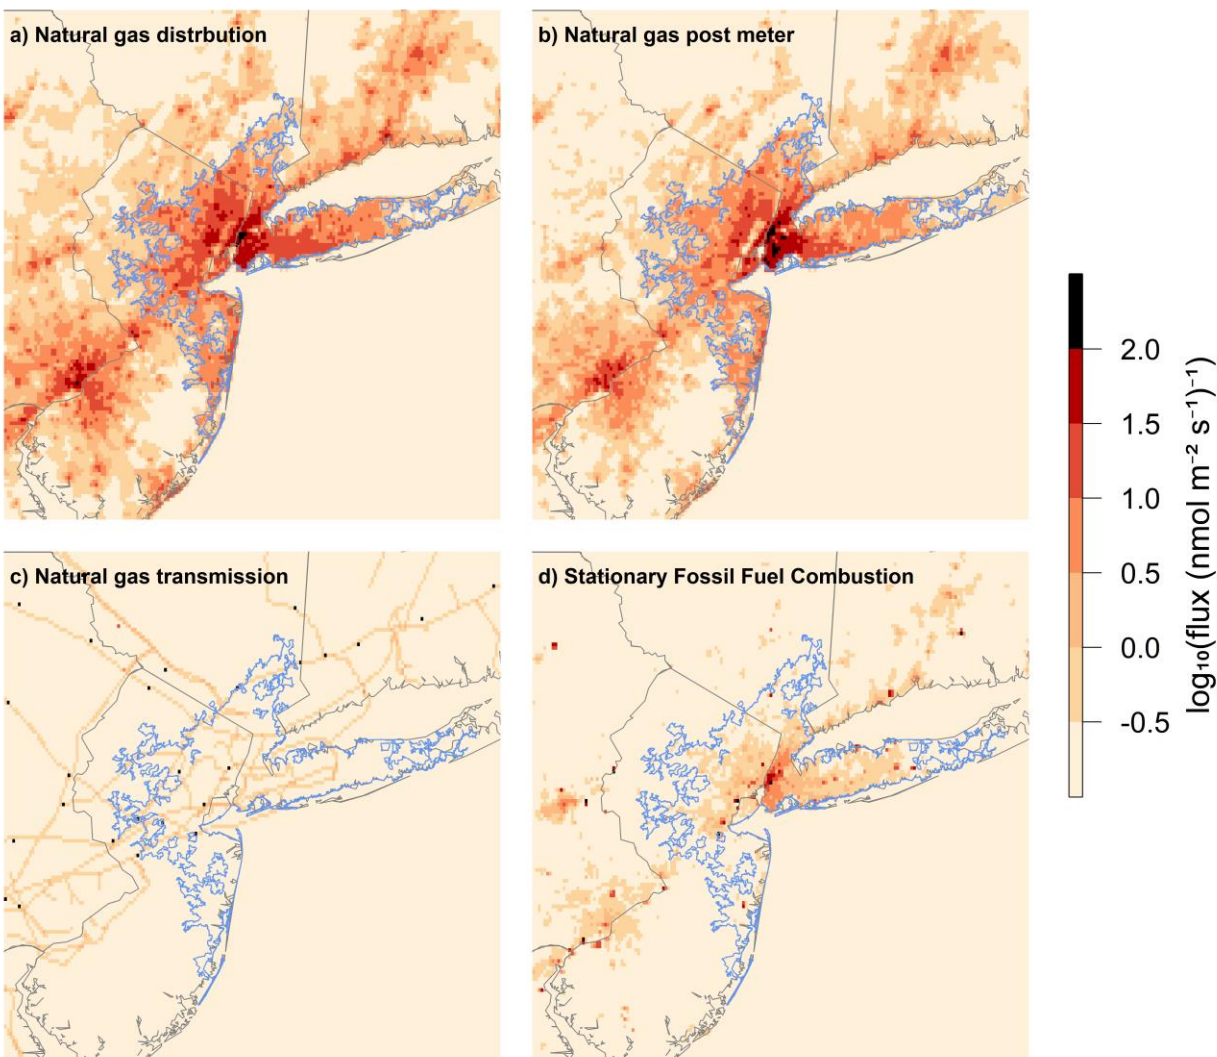 a) Natural gas distrbution
b) Natural gas post meter
c) Natural gas transmission
d) Stationary Fossil Fuel Combustion
2.0
1.5
1.0
0.5
0.0
-0.5
log₁₀(flux (nmol m⁻² s⁻¹)⁻¹)